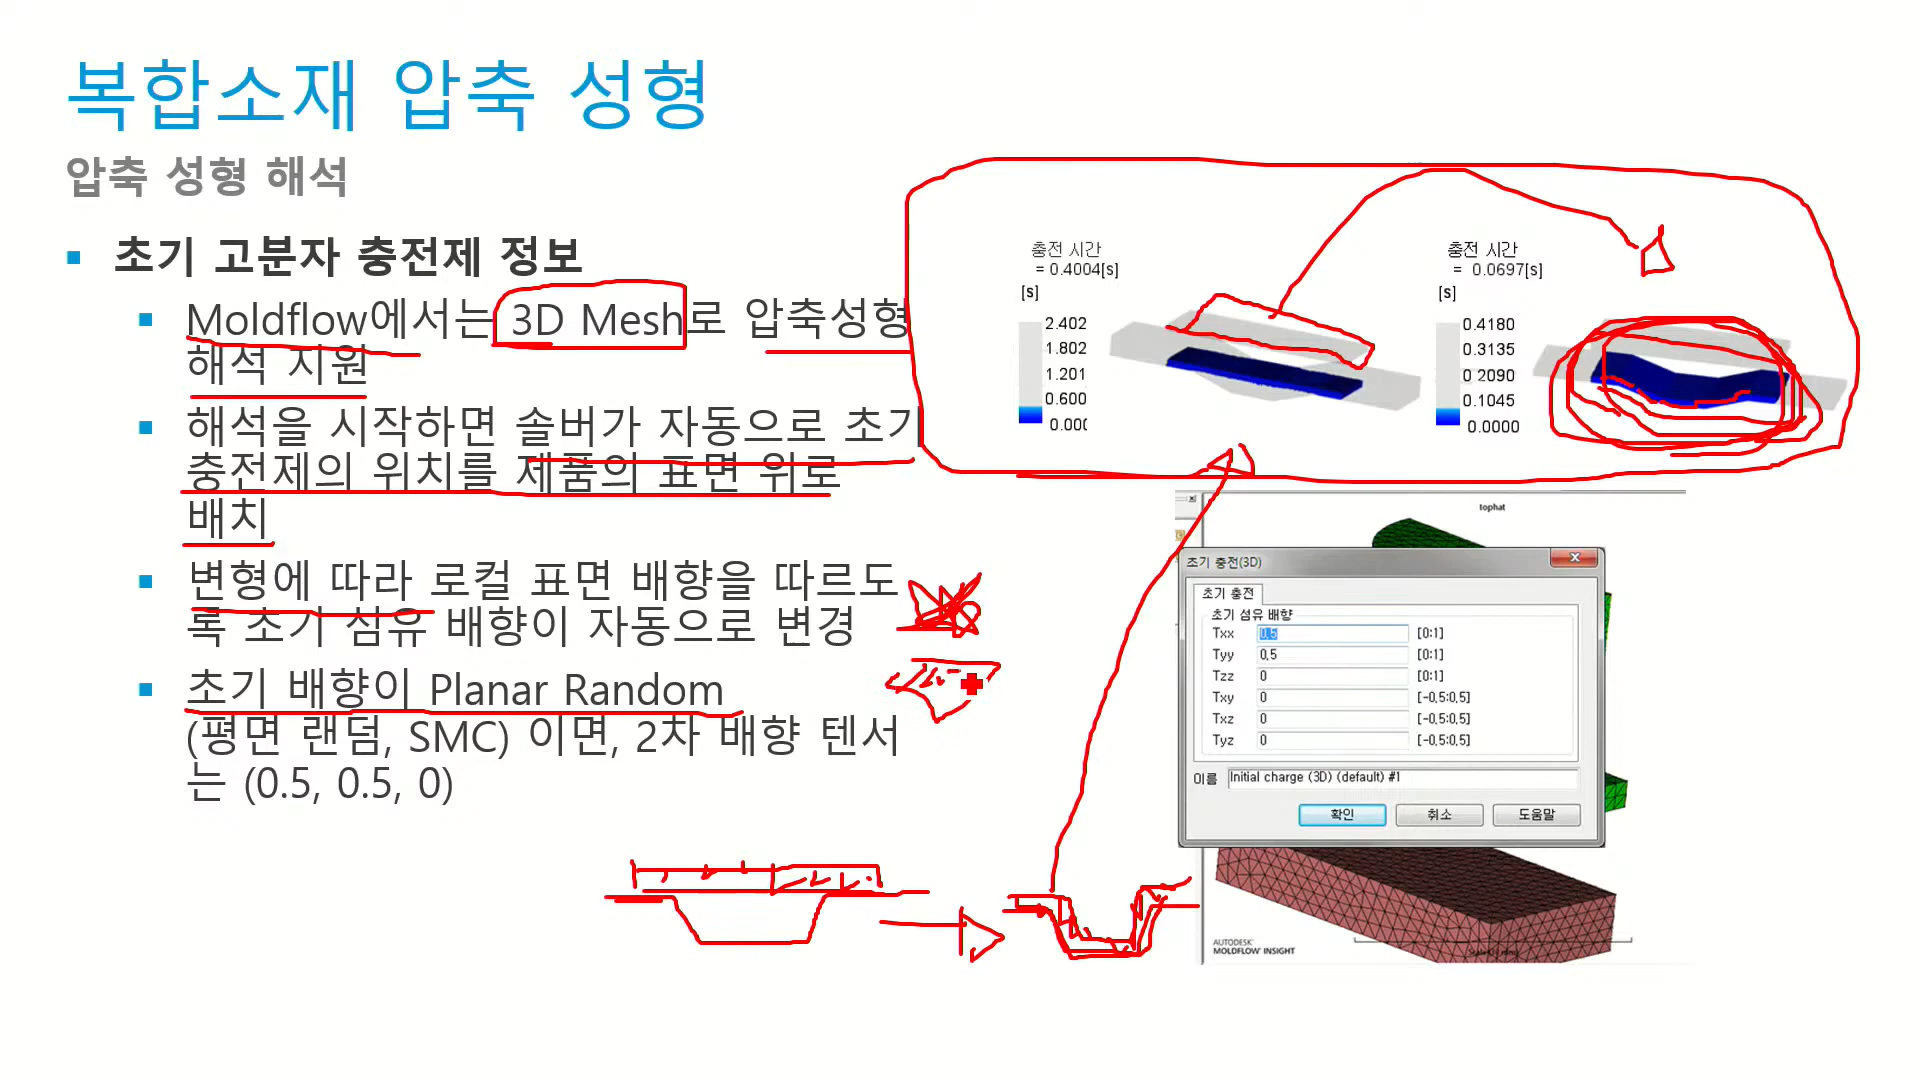 복합소재 압축 성형
압축 성형 해석
초기 고분자 충전제 정보
Moldflow에서는 3D Mesh로 압축성형
해석 지원
해석을 시작하면 솔버가 자동으로 초기
충전제의 위치를 제품의 표면 위로
배치
변형에 따라 로컬 표면 배향을 따르도
록 초기 섬유 배향이 자동으로 변경
초기 배향이 Planar Random
(평면 랜덤, SMC) 이면, 2차 배향 텐서
는 (0.5, 0.5, 0)
충전 시간
= 0.4004[s]
[s]
2.402
1.802
1.201
0.600
0.000
충전 시간
= 0.0697[s]
[s]
0.4180
0.3135
0.2090
0.1045
0.0000
tophat
초기 충전(3D)
초기 충전
초기 섬유 배향
Txx 0.5 [0:1]
Tyy 0.5 [0:1]
Tzz 0 [0:1]
Txy 0 [-0.5:0.5]
Txz 0 [-0.5:0.5]
Tyz 0 [-0.5:0.5]
이름 Initial charge (3D) (default) #1
확인 취소 도움말
AUTODESK
MOLDFLOW INSIGHT